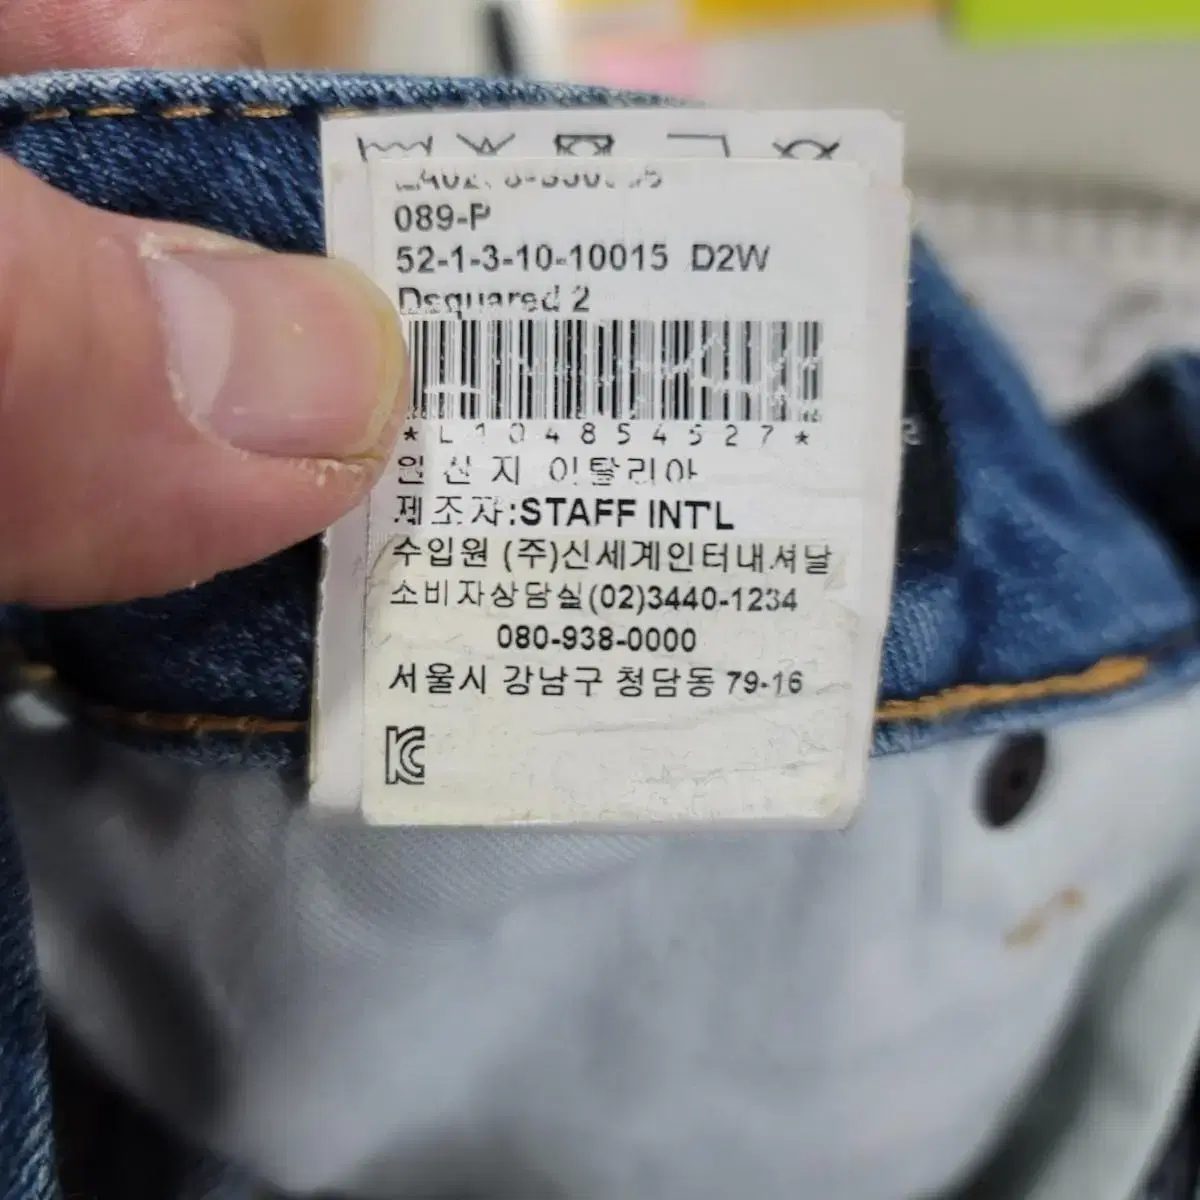 089-P
52-1-3-10-10015 D2W
Dsquared 2
*L104854527*
원산지 이탈리아
제조자:STAFF INT'L
수입원 (주)신세계인터내셔날
소비자상담실(02)3440-1234
080-938-0000
서울시 강남구 청담동 79-16